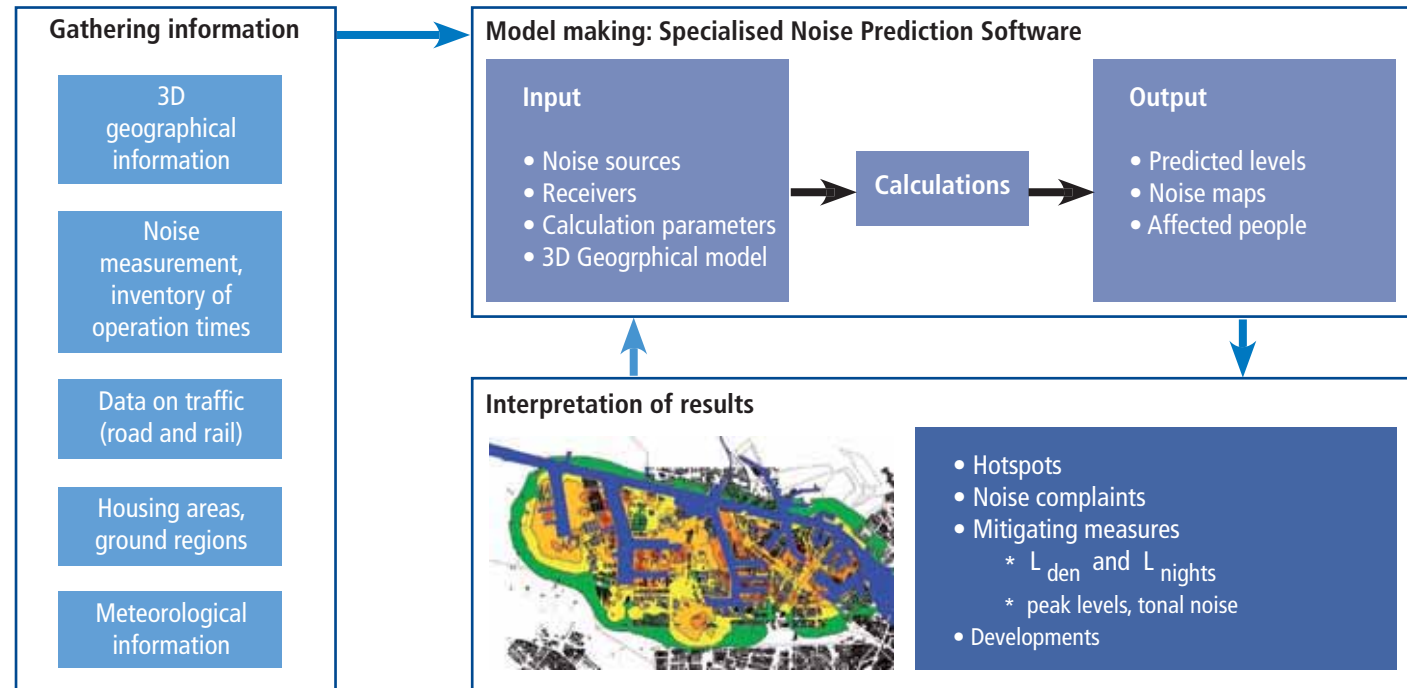 Gathering information
3D
geographical
information
Noise
measurement,
inventory of
operation times
Data on traffic
(road and rail)
Housing areas,
ground regions
Meteorological
information
Model making: Specialised Noise Prediction Software
Input
• Noise sources
• Receivers
• Calculation parameters
• 3D Geogrphical model
Calculations
Output
• Predicted levels
• Noise maps
• Affected people
Interpretation of results
• Hotspots
• Noise complaints
• Mitigating measures
* L den and L nights
* peak levels, tonal noise
• Developments